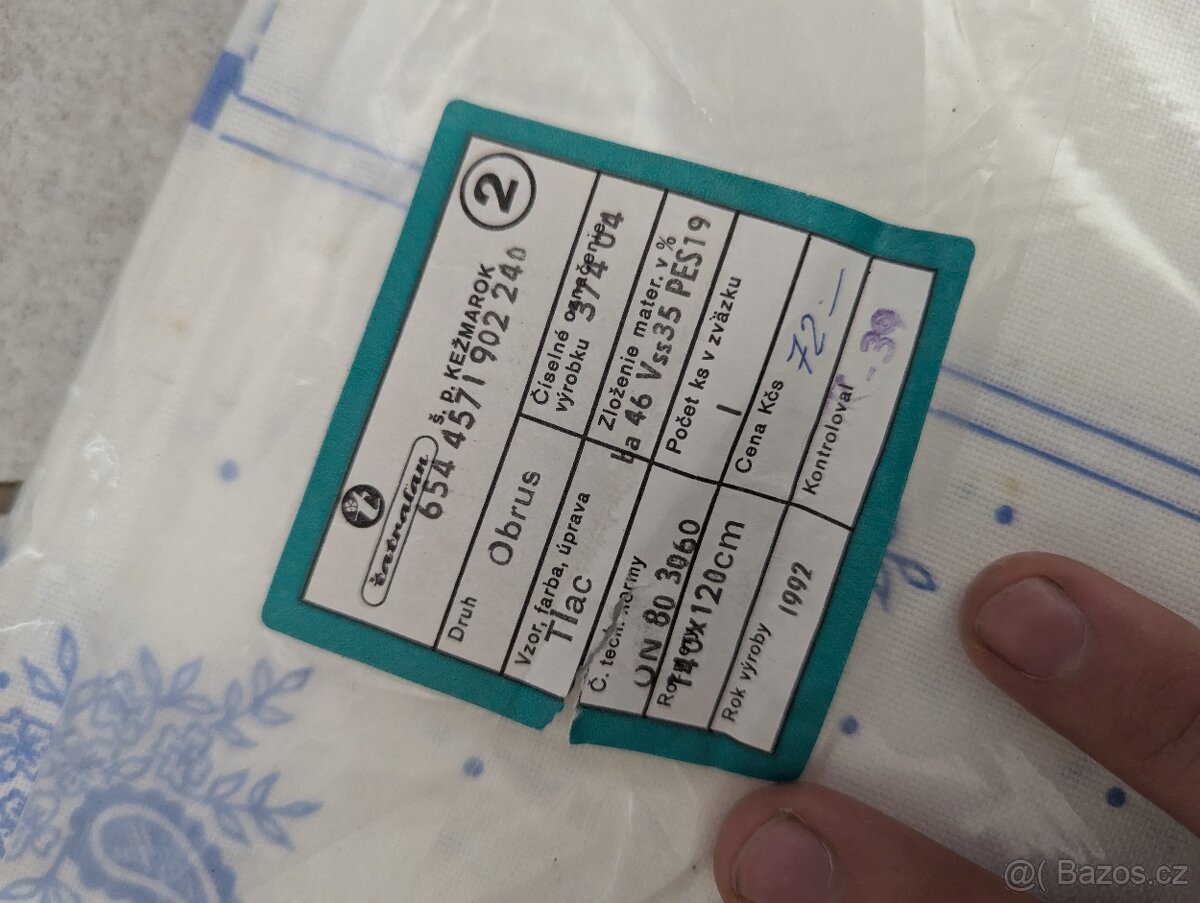 2
tatralan
š. p. KEŽMAROK
654 4571 902 240
Druh
Obrus
Číselné označenie
výrobku 374 04
Vzor, farba, úprava
Tlac
Zloženie mater. v %
ba 46 Vss35 PES19
Č. tech. normy
ON 80 3060
Počet ks v zväzku
1
140x120cm
Cena Kčs
72.—
Rok výroby 1992
Kontroloval
39
@( Bazos.cz